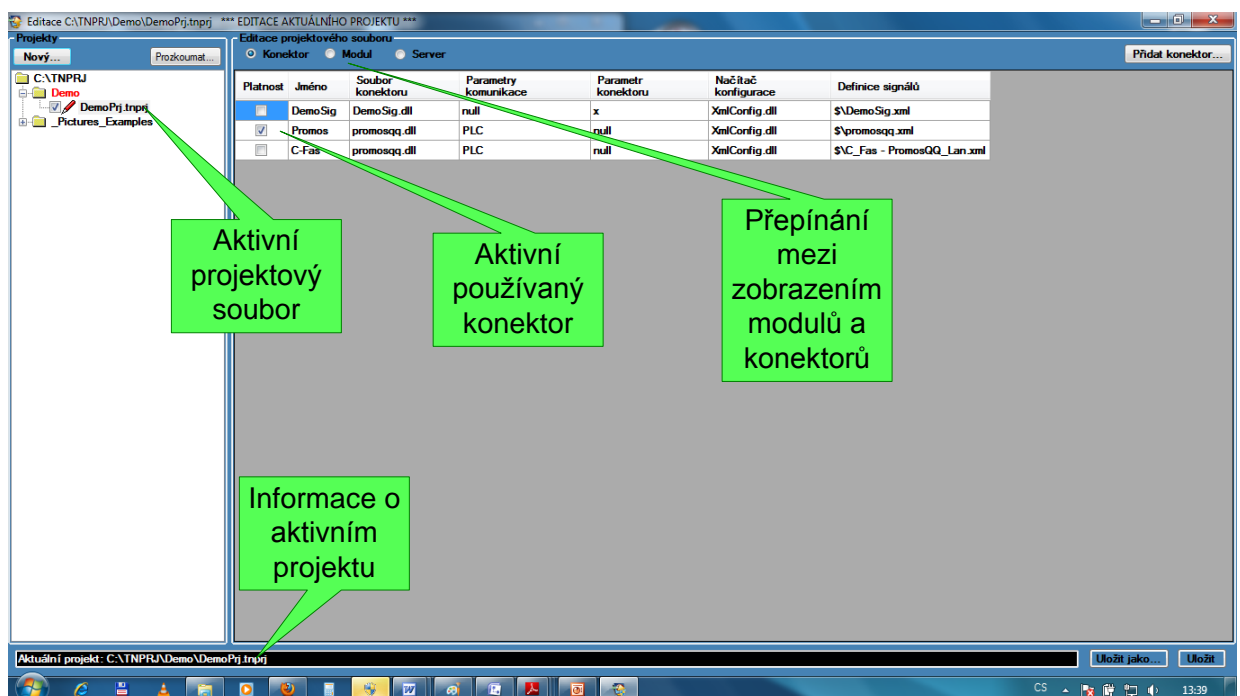 Editace C:\TNPRJ\Demo\DemoPrj.tnprj *** EDITACE AKTUÁLNÍHO PROJEKTU ***
Projekty
Nový...
Prozkoumat...
C:\TNPRJ
Demo
DemoPrj.tnprj
_Pictures_Examples
Editace projektového souboru
Konektor
Modul
Server
Přidat konektor...
Platnost Jméno Soubor konektoru Parametry komunikace Parametr konektoru Načítač konfigurace Definice signálů
DemoSig DemoSig.dll null x XmlConfig.dll $\DemoSig.xml
Promos promosqq.dll PLC null XmlConfig.dll $\promosqq.xml
C-Fas promosqq.dll PLC null XmlConfig.dll $\C_Fas - PromosQQ_Lan.xml
Aktivní
projektový
soubor
Aktivní
používaný
konektor
Přepínání
mezi
zobrazením
modulů a
konektorů
Informace o
aktivním
projektu
Aktuální projekt: C:\TNPRJ\Demo\DemoPrj.tnprj
Uložit jako...
Uložit
CS
13:39